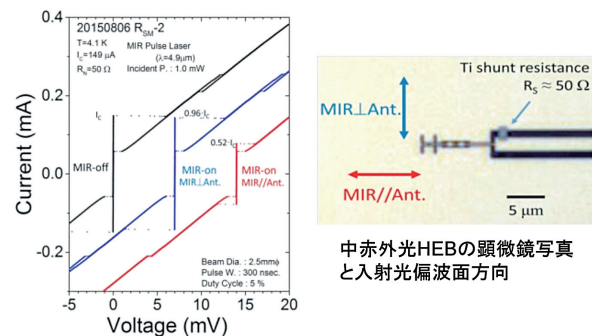 0.4
0.2
0.0
-0.2
Current (mA)
20150806 R_SM-2
T=4.1 K
I_C=149 μA
R_N=50 Ω
MIR Pulse Laser
(λ=4.9μm)
Incident P. : 1.0 mW
I_C
0.96·I_C
0.52·I_C
MIR-off
MIR-on
MIR⊥Ant.
MIR-on
MIR//Ant.
Beam Dia. : 2.5mmϕ
Pulse W. : 300 nsec.
Duty Cycle : 5 %
-5
0
5
10
15
20
Voltage (mV)
MIR⊥Ant.
MIR//Ant.
Ti shunt resistance
R_S ≈ 50 Ω
5 μm
中赤外光HEBの顕微鏡写真
と入射光偏波面方向